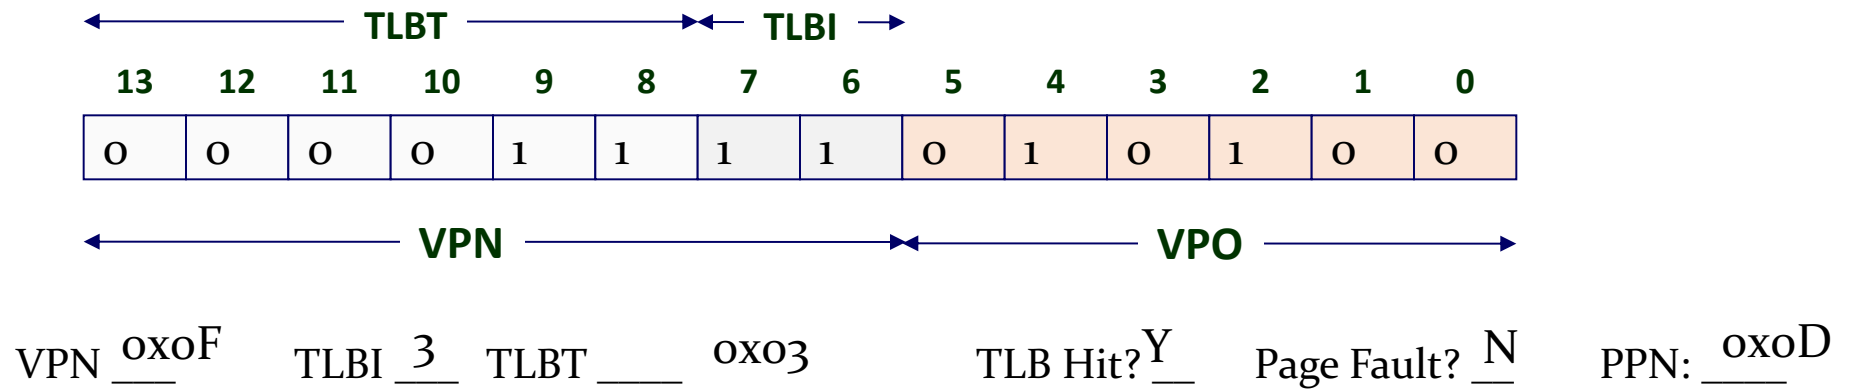 TLBT TLBI
13 12 11 10 9 8 7 6 5 4 3 2 1 0
0 0 0 0 1 1 1 1 0 1 0 1 0 0
VPN VPO
VPN 0x0F TLBI 3 TLBT ____ 0x03 TLB Hit? Y Page Fault? N PPN: 0x0D